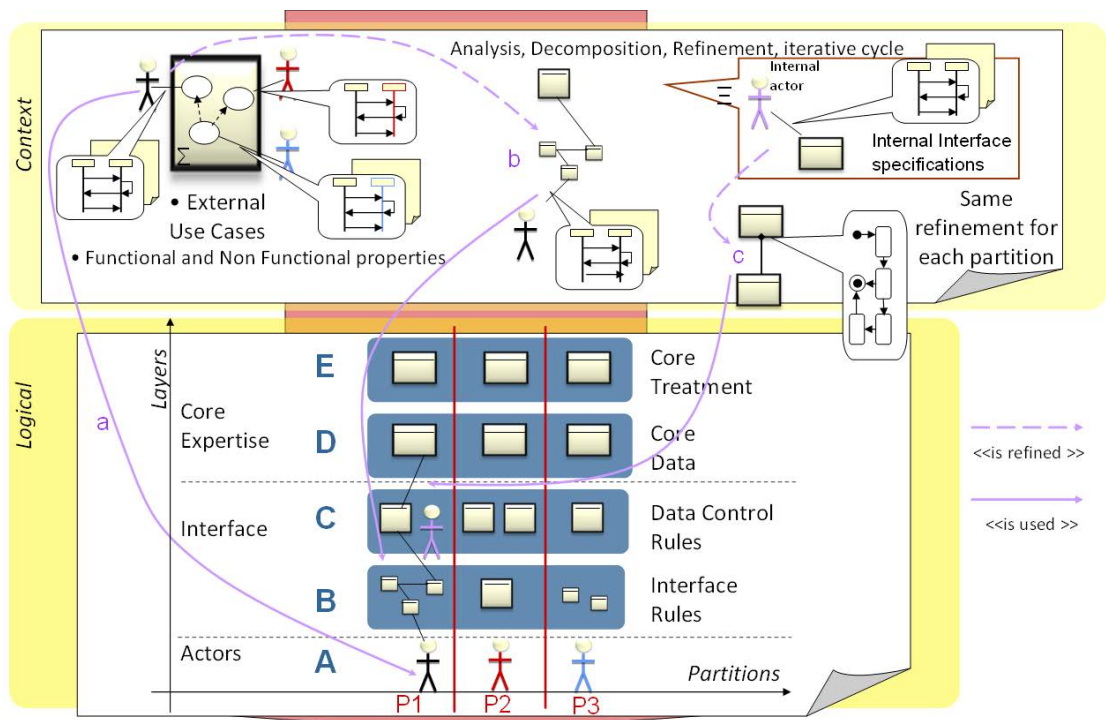 Analysis, Decomposition, Refinement, iterative cycle
Internal
actor
Ξ
Internal Interface
specifications
Context
Σ
b
• External
Use Cases
• Functional and Non Functional properties
c
Same
refinement for
each partition
Logical
Layers
a
Core
Expertise
E
Core
Treatment
D
Core
Data
Interface
C
Data Control
Rules
B
Interface
Rules
Actors
A
Partitions
P1
P2
P3
<<is refined >>
<<is used >>